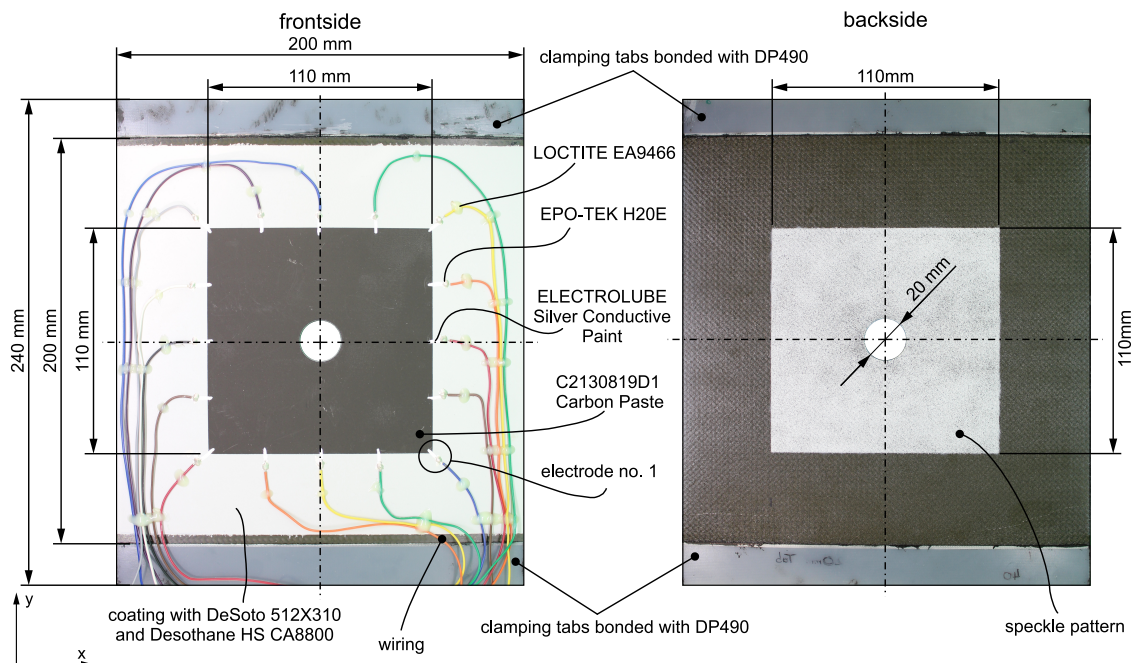 frontside
backside
200 mm
110 mm
110mm
clamping tabs bonded with DP490
LOCTITE EA9466
EPO-TEK H20E
ELECTROLUBE
Silver Conductive
Paint
C2130819D1
Carbon Paste
electrode no. 1
240 mm
200 mm
110 mm
20 mm
110mm
y
x
coating with DeSoto 512X310
and Desothane HS CA8800
wiring
clamping tabs bonded with DP490
speckle pattern